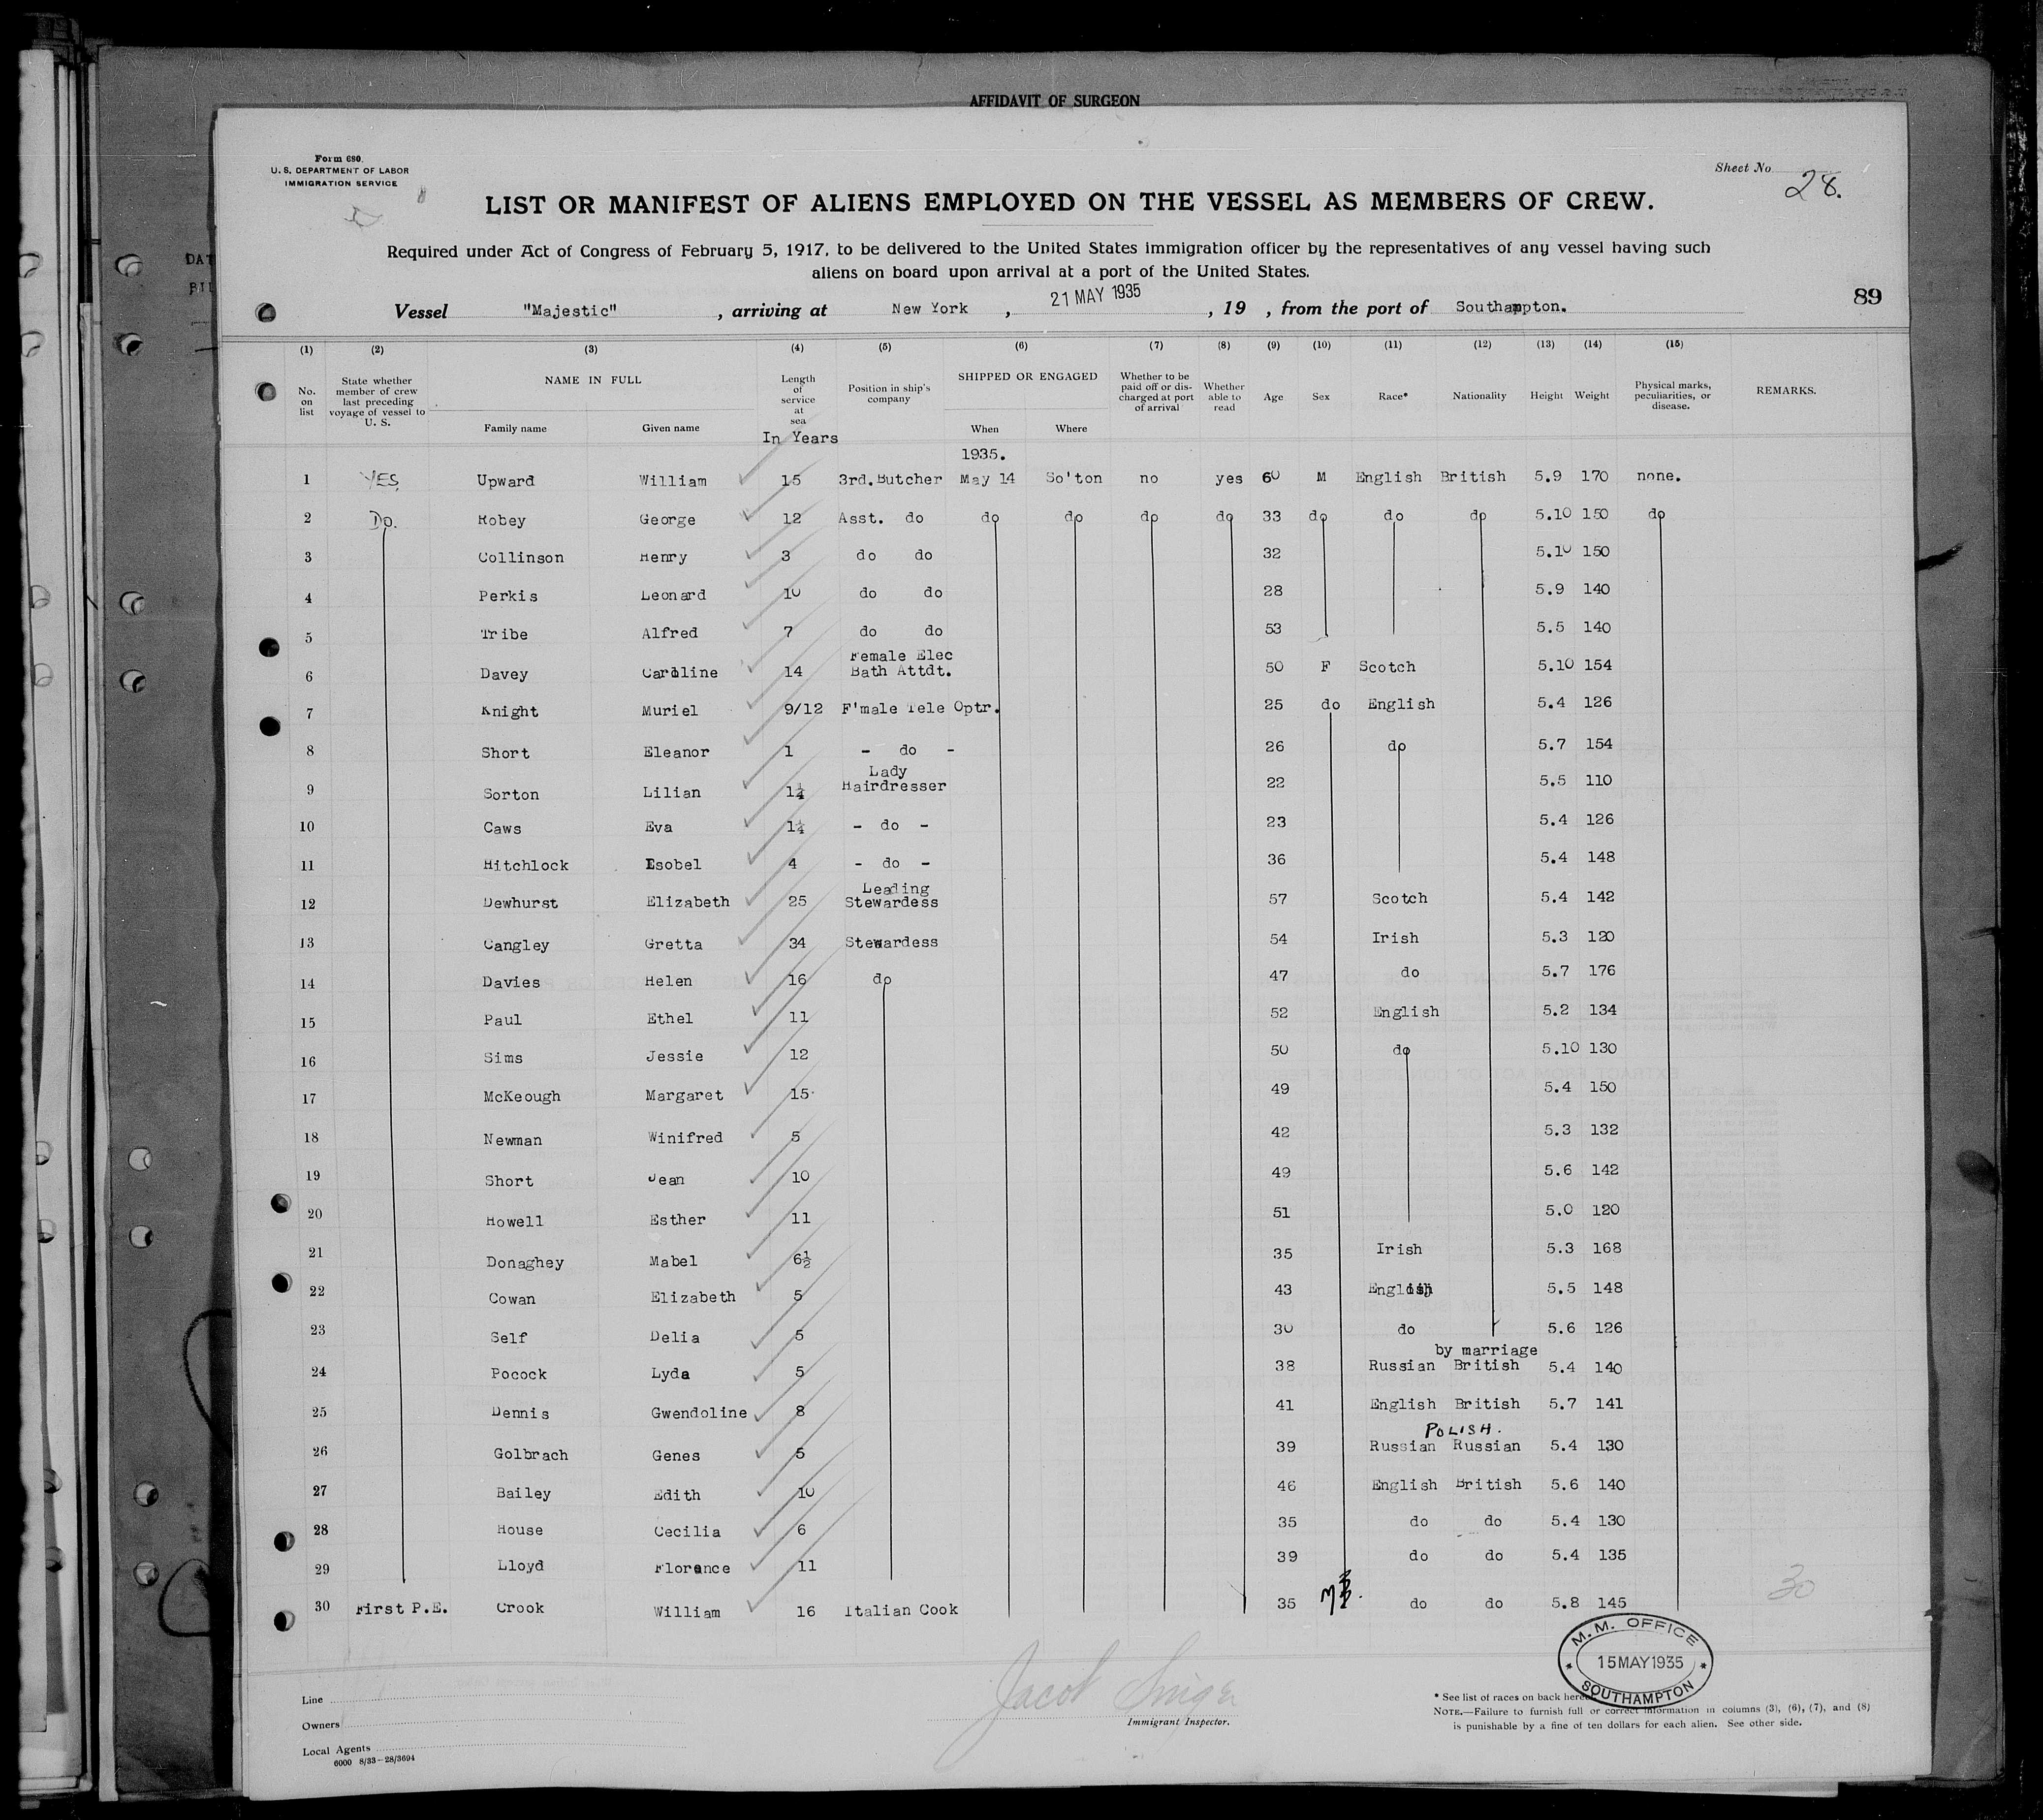 AFFIDAVIT OF SURGEON
Form 680.
U. S. DEPARTMENT OF LABOR
IMMIGRATION SERVICE
Sheet No 28.
LIST OR MANIFEST OF ALIENS EMPLOYED ON THE VESSEL AS MEMBERS OF CREW.
Required under Act of Congress of February 5, 1917, to be delivered to the United States immigration officer by the representatives of any vessel having such
aliens on board upon arrival at a port of the United States.
89
Vessel "Majestic" , arriving at New York , 21 MAY 1935 , 19 , from the port of Southampton.
(1) (2) (3) (4) (5) (6) (7) (8) (9) (10) (11) (12) (13) (14) (15)
No. on list State whether member of crew last preceding voyage of vessel to U. S. NAME IN FULL Family name Given name Length of service at sea In Years Position in ship's company SHIPPED OR ENGAGED When Where Whether to be paid off or discharged at port of arrival Whether able to read Age Sex Race* Nationality Height Weight Physical marks, peculiarities, or disease. REMARKS.
1935.
1 YES Upward William 15 3rd.Butcher May 14 So'ton no yes 60 M English British 5.9 170 none.
2 Do. Robey George 12 Asst. do do do do do 33 do do do 5.10 150 do
3 Collinson Henry 3 do do 32 5.10 150
4 Perkis Leonard 10 do do 28 5.9 140
5 Tribe Alfred 7 do do 53 5.5 140
6 Davey Caroline 14 Female Elec Bath Attdt. 50 F Scotch 5.10 154
7 Knight Muriel 9/12 F'male Tele Optr. 25 do English 5.4 126
8 Short Eleanor 1 - do - 26 do 5.7 154
9 Sorton Lilian 1¼ Lady Hairdresser 22 5.5 110
10 Caws Eva 1¼ - do - 23 5.4 126
11 Hitchlock Esobel 4 - do - 36 5.4 148
12 Dewhurst Elizabeth 25 Leading Stewardess 57 Scotch 5.4 142
13 Cangley Gretta 34 Stewardess 54 Irish 5.3 120
14 Davies Helen 16 do 47 do 5.7 176
15 Paul Ethel 11 52 English 5.2 134
16 Sims Jessie 12 50 do 5.10 130
17 McKeough Margaret 15 49 5.4 150
18 Newman Winifred 5 42 5.3 132
19 Short Jean 10 49 5.6 142
20 Howell Esther 11 51 5.0 120
21 Donaghey Mabel 6½ 35 Irish 5.3 168
22 Cowan Elizabeth 5 43 English 5.5 148
23 Self Delia 5 30 do 5.6 126
by marriage
24 Pocock Lyda 5 38 Russian British 5.4 140
25 Dennis Gwendoline 8 41 English British 5.7 141
POLISH.
26 Golbrach Genes 5 39 Russian Russian 5.4 130
27 Bailey Edith 10 46 English British 5.6 140
28 House Cecilia 6 35 do do 5.4 130
29 Lloyd Florence 11 39 do do 5.4 135
30 First P.E. Crook William 16 Italian Cook 35 M do do 5.8 145 30
M.M. OFFICE
15 MAY 1935
SOUTHAMPTON
Line
Owners
Local Agents
6000 8/33-28/3694
Jacob
Immigrant Inspector.
* See list of races on back hereof
NOTE.—Failure to furnish full or correct information in columns (3), (6), (7), and (8)
is punishable by a fine of ten dollars for each alien. See other side.